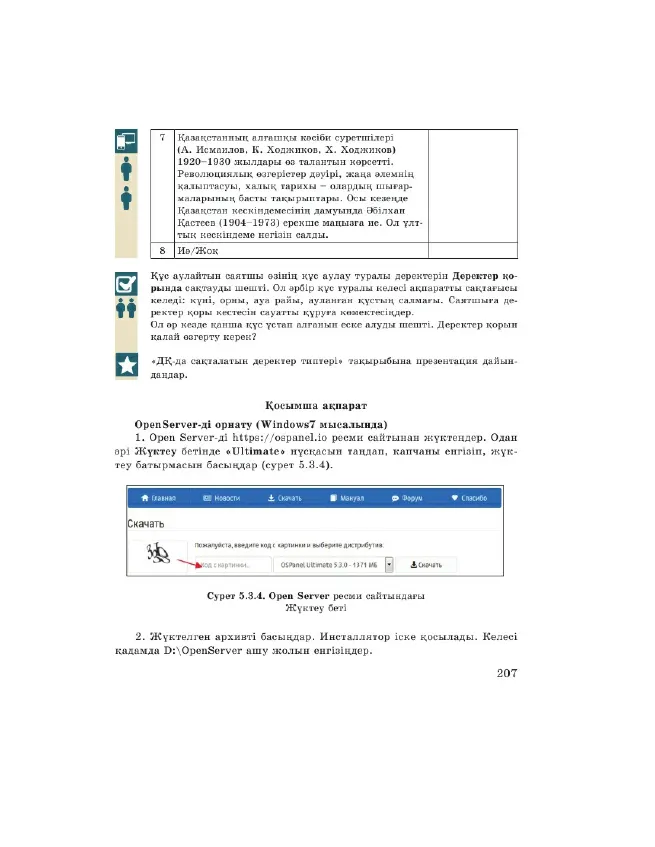 7 Қазақстанның алғашқы кәсіби суретшілері
(А. Исмаилов, К. Ходжиков, Х. Ходжиков)
1920–1930 жылдары өз талантын көрсетті.
Революциялық өзгерістер дәуірі, жаңа әлемнің
қалыптасуы, халық тарихы – олардың шығар-
маларының басты тақырыптары. Осы кезеңде
Қазақстан кескіндемесінің дамуында Әбілхан
Қастеев (1904–1973) ерекше маңызға ие. Ол ұлт-
тық кескіндеме негізін салды.
8 Иә/Жоқ
Құс аулайтын саятшы өзінің құс аулау туралы деректерін Деректер қо-
рында сақтауды шешті. Ол әрбір құс туралы келесі ақпаратты сақтағысы
келеді: күні, орны, ауа райы, ауланған құстың салмағы. Саятшыға де-
ректер қоры кестесін сауатты құруға көмектесіңдер.
Ол әр кезде қанша құс ұстап алғанын еске алуды шешті. Деректер қорын
қалай өзгерту керек?
«ДҚ-да сақталатын деректер типтері» тақырыбына презентация дайын-
даңдар.
Қосымша ақпарат
OpenServer-ді орнату (Windows7 мысалында)
1. Open Server-ді https://ospanel.io ресми сайтынан жүктеңдер. Одан
әрі Жүктеу бетінде «Ultimate» нұсқасын таңдап, капчаны енгізіп, жүк-
теу батырмасын басыңдар (сурет 5.3.4).
Главная Новости Скачать Мануал Форум Спасибо
Скачать
Пожалуйста, введите код с картинки и выберите дистрибутив:
Код с картинки.. OSPanel Ultimate 5.3.0 - 1371 Мб Скачать
Сурет 5.3.4. Open Server ресми сайтындағы
Жүктеу беті
2. Жүктелген архивті басыңдар. Инсталлятор іске қосылады. Келесі
қадамда D:\OpenServer ашу жолын енгізіңдер.
207